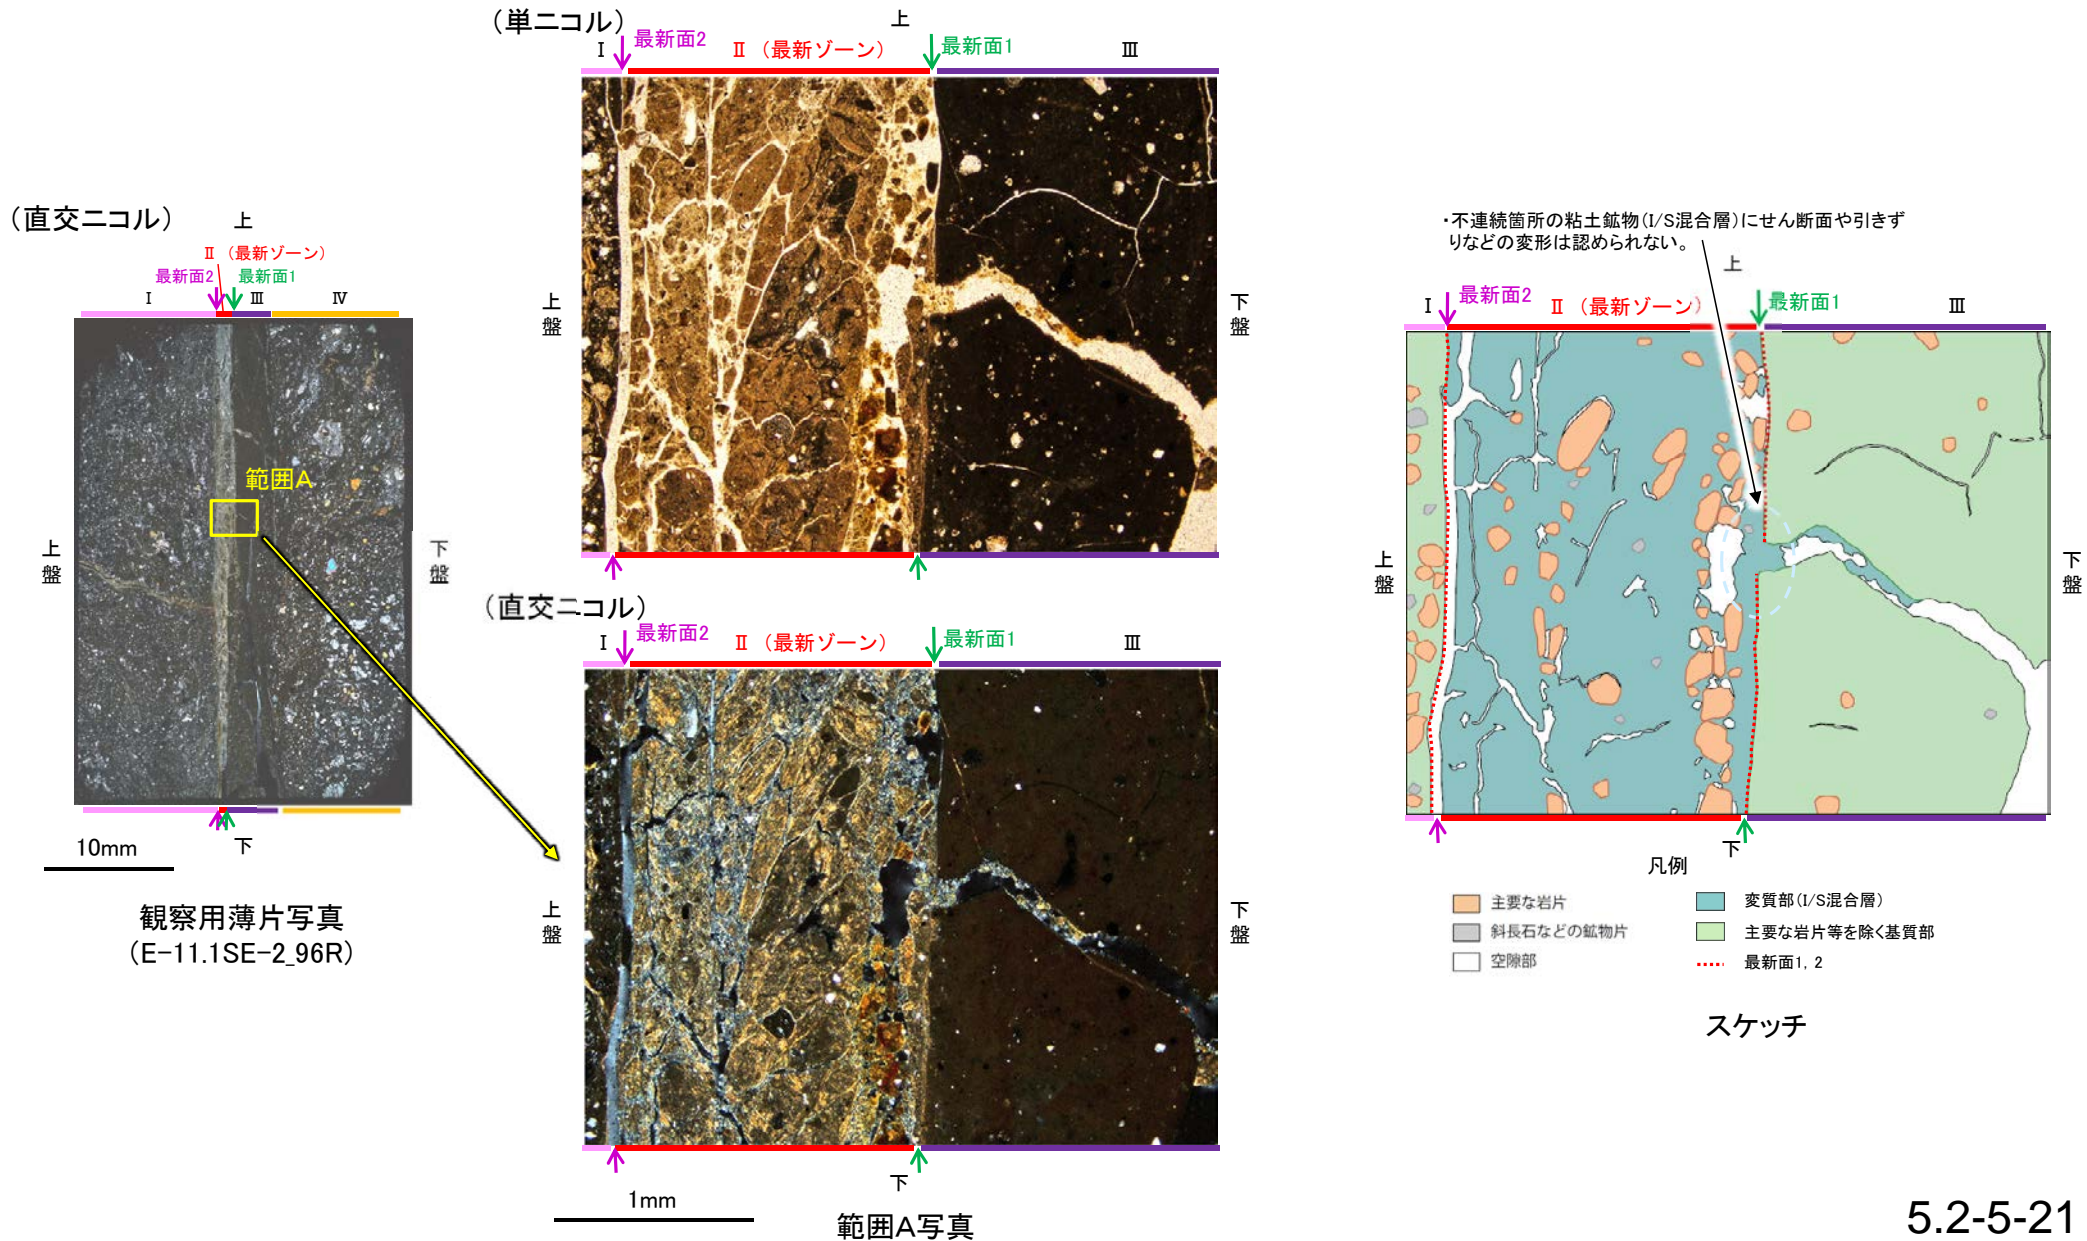 （直交ニコル）
上
Ⅱ（最新ゾーン）
最新面2
最新面1
Ⅰ
Ⅲ
Ⅳ
範囲A
上盤
下盤
下
10mm
観察用薄片写真
（E-11.1SE-2_96R）
（単ニコル）
上
Ⅰ
最新面2
Ⅱ（最新ゾーン）
最新面1
Ⅲ
上盤
下盤
（直交ニコル）
Ⅰ
最新面2
Ⅱ（最新ゾーン）
最新面1
Ⅲ
上盤
下盤
下
1mm
範囲A写真
・不連続箇所の粘土鉱物（I/S混合層）にせん断面や引きず
りなどの変形は認められない。
上
Ⅰ
最新面2
Ⅱ（最新ゾーン）
最新面1
Ⅲ
上盤
下盤
下
凡例
主要な岩片
斜長石などの鉱物片
空隙部
変質部（I/S混合層）
主要な岩片等を除く基質部
最新面1, 2
スケッチ
5.2-5-21